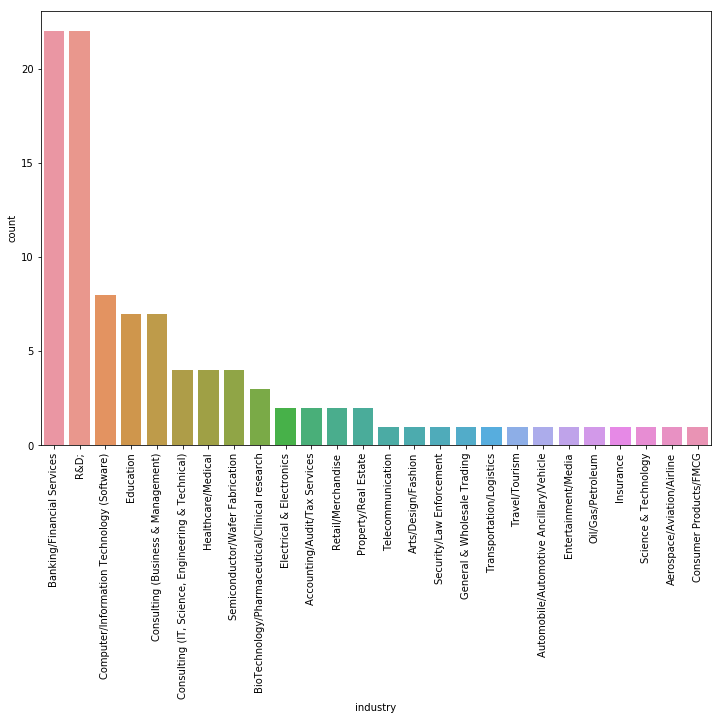 20
15
10
5
0
count
Banking/Financial Services
R&D;
Computer/Information Technology (Software)
Education
Consulting (Business & Management)
Consulting (IT, Science, Engineering & Technical)
Healthcare/Medical
Semiconductor/Wafer Fabrication
BioTechnology/Pharmaceutical/Clinical research
Electrical & Electronics
Accounting/Audit/Tax Services
Retail/Merchandise
Property/Real Estate
Telecommunication
Arts/Design/Fashion
Security/Law Enforcement
General & Wholesale Trading
Transportation/Logistics
Travel/Tourism
Automobile/Automotive Ancillary/Vehicle
Entertainment/Media
Oil/Gas/Petroleum
Insurance
Science & Technology
Aerospace/Aviation/Airline
Consumer Products/FMCG
industry